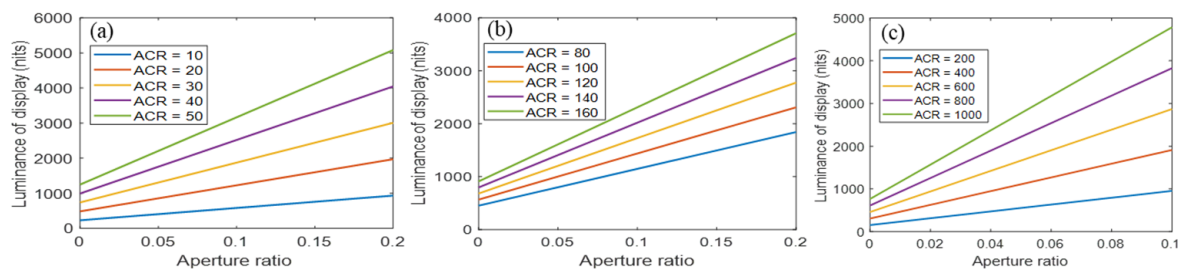 (a)
Luminance of display (nits)
6000
5000
4000
3000
2000
1000
0
ACR = 10
ACR = 20
ACR = 30
ACR = 40
ACR = 50
0 0.05 0.1 0.15 0.2
Aperture ratio
(b)
Luminance of display (nits)
4000
3000
2000
1000
0
ACR = 80
ACR = 100
ACR = 120
ACR = 140
ACR = 160
0 0.05 0.1 0.15 0.2
Aperture ratio
(c)
Luminance of display (nits)
5000
4000
3000
2000
1000
0
ACR = 200
ACR = 400
ACR = 600
ACR = 800
ACR = 1000
0 0.02 0.04 0.06 0.08 0.1
Aperture ratio